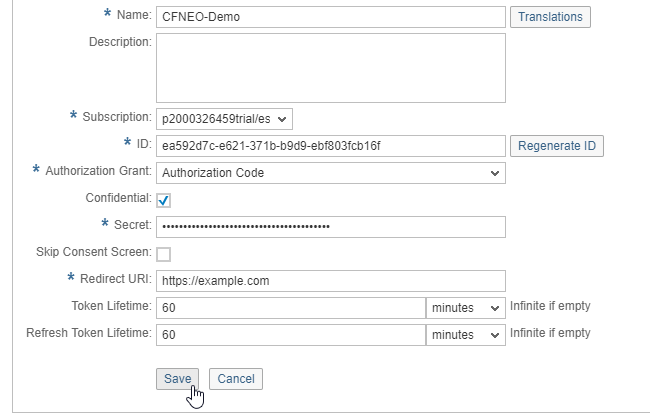 * Name: CFNEO-Demo Translations
Description:
* Subscription: p2000326459trial/es
* ID: ea592d7c-e621-371b-b9d9-ebf803fcb16f Regenerate ID
* Authorization Grant: Authorization Code
Confidential:
* Secret: ••••••••••••••••••••••••••••••••••••••••
Skip Consent Screen:
* Redirect URI: https://example.com
Token Lifetime: 60 minutes Infinite if empty
Refresh Token Lifetime: 60 minutes Infinite if empty
Save Cancel